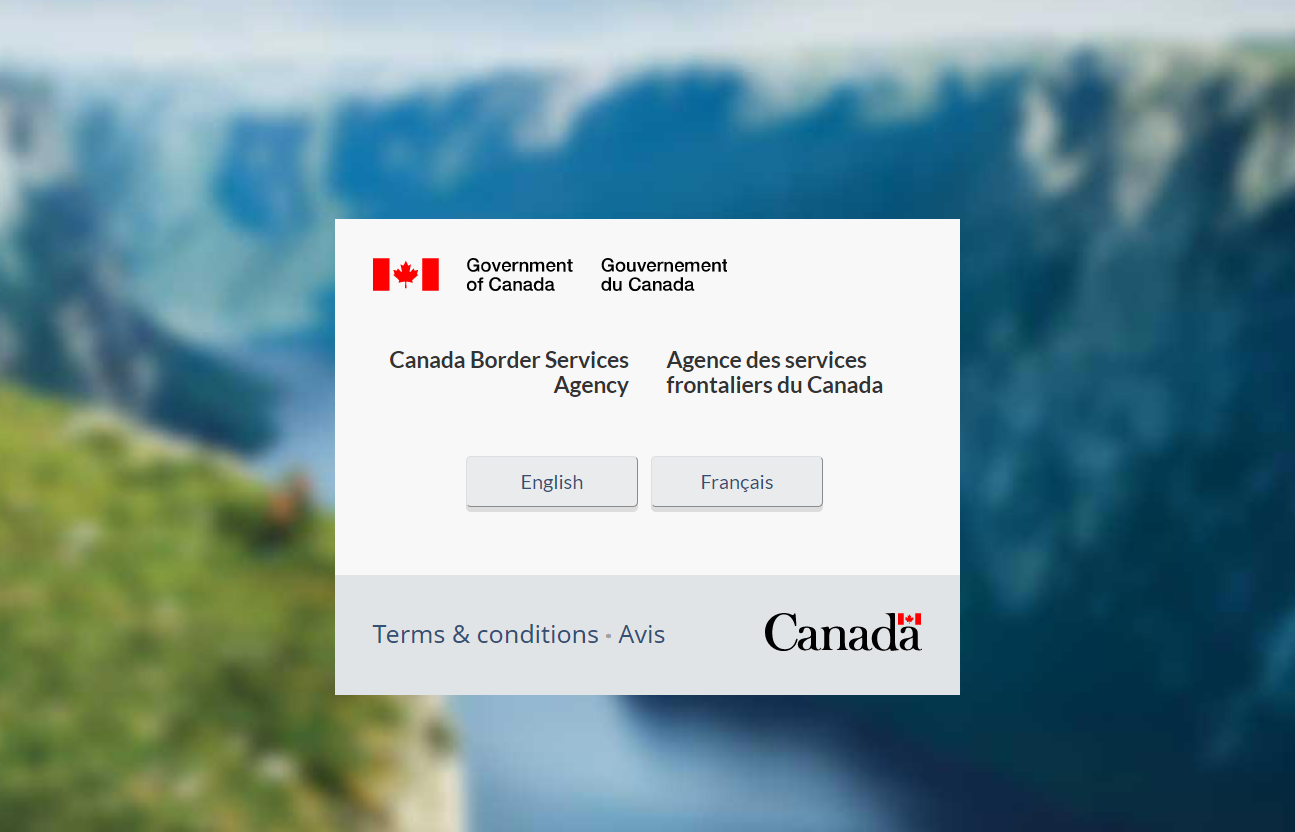 Government
of Canada
Gouvernement
du Canada
Canada Border Services
Agency
Agence des services
frontaliers du Canada
English
Français
Terms & conditions • Avis
Canada